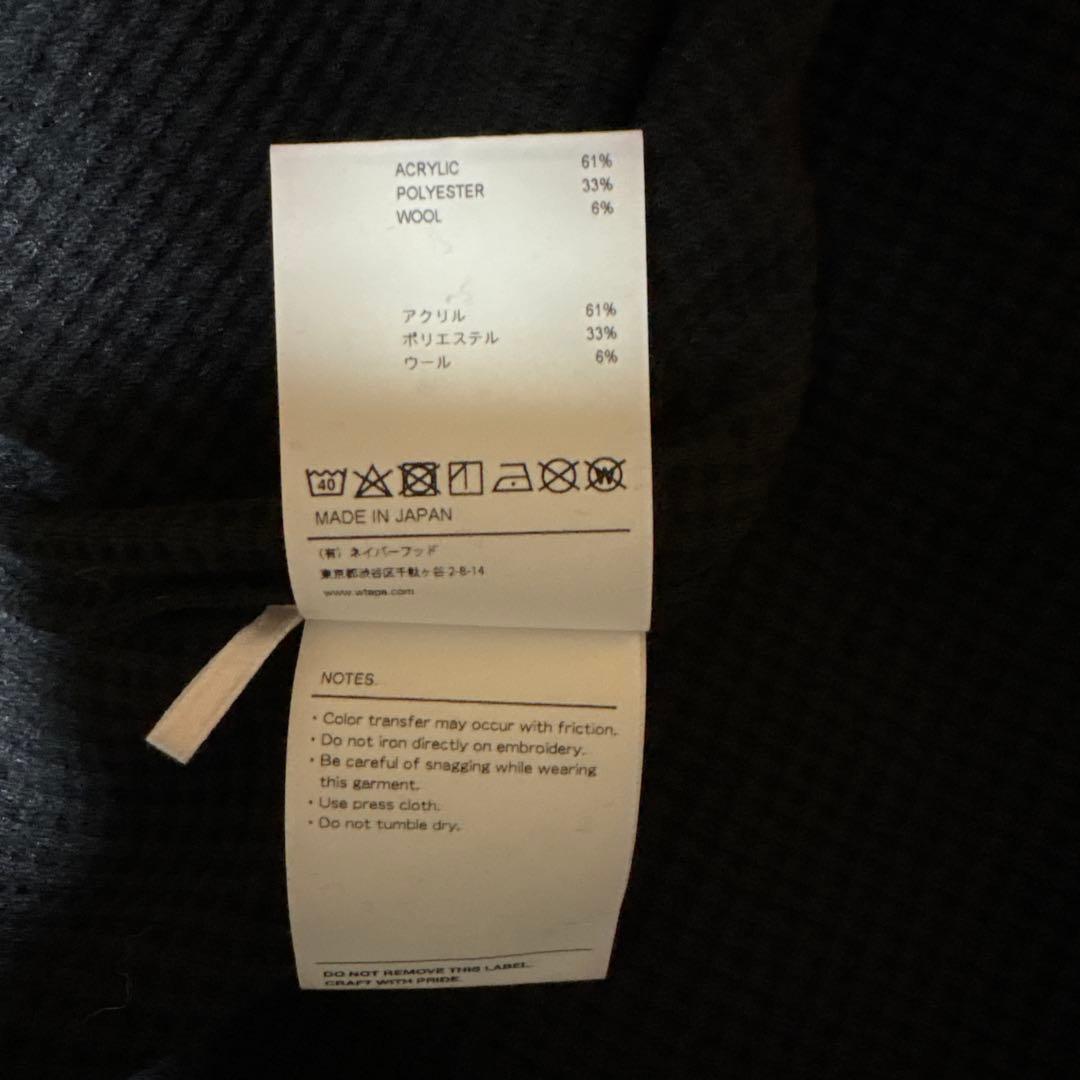 ACRYLIC 61%
POLYESTER 33%
WOOL 6%
アクリル 61%
ポリエステル 33%
ウール 6%
40 W
MADE IN JAPAN
(有) ネイバーフッド
東京都渋谷区千駄ヶ谷 2-8-14
www.wtaps.com
NOTES.
・Color transfer may occur with friction.
・Do not iron directly on embroidery.
・Be careful of snagging while wearing
this garment.
・Use press cloth.
・Do not tumble dry.
DO NOT REMOVE THIS LABEL.
CRAFT WITH PRIDE.